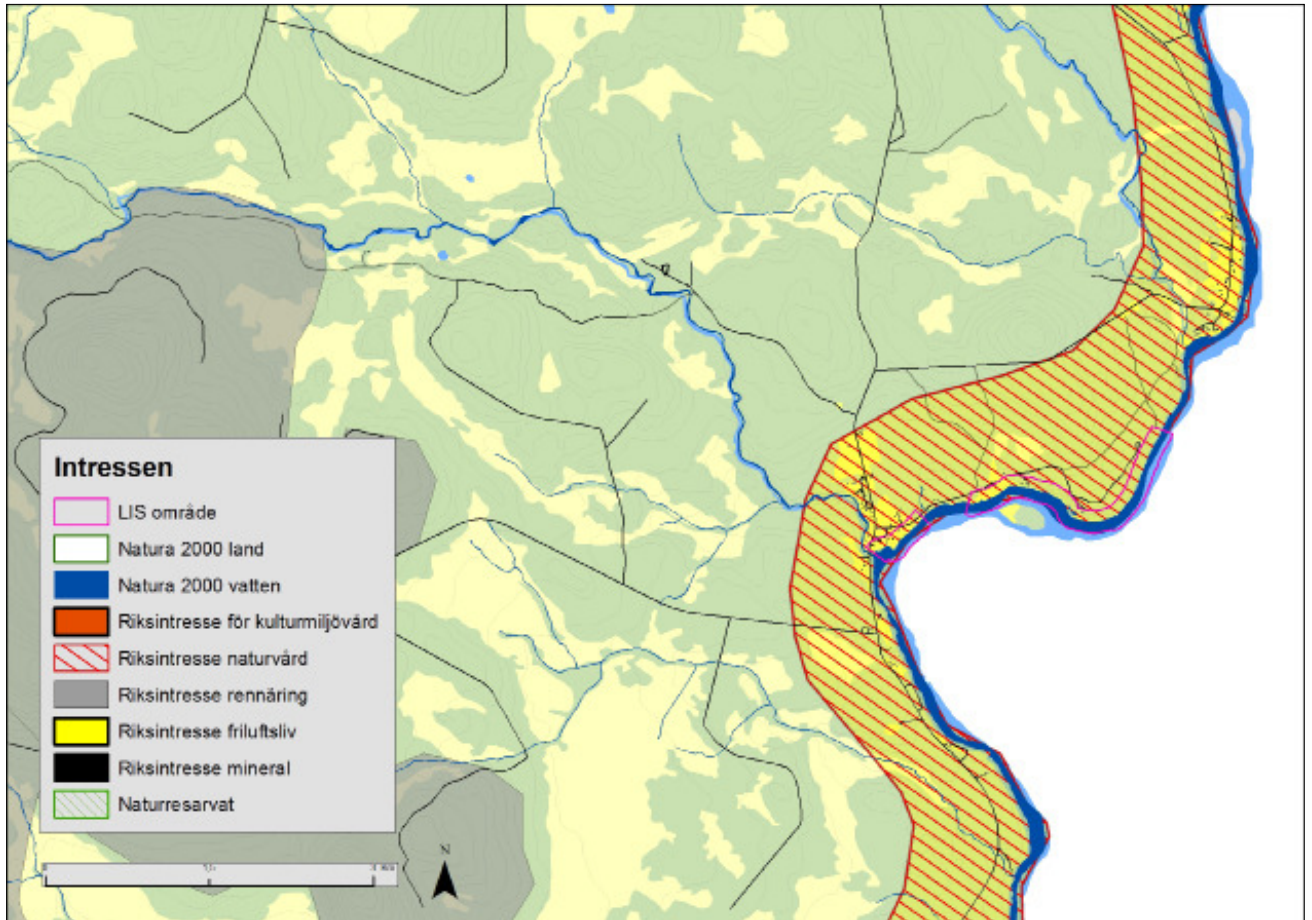 Intressen
LIS område
Natura 2000 land
Natura 2000 vatten
Riksintresse för kulturmiljövård
Riksintresse naturvård
Riksintresse rennäring
Riksintresse friluftsliv
Riksintresse mineral
Naturresarvat
N